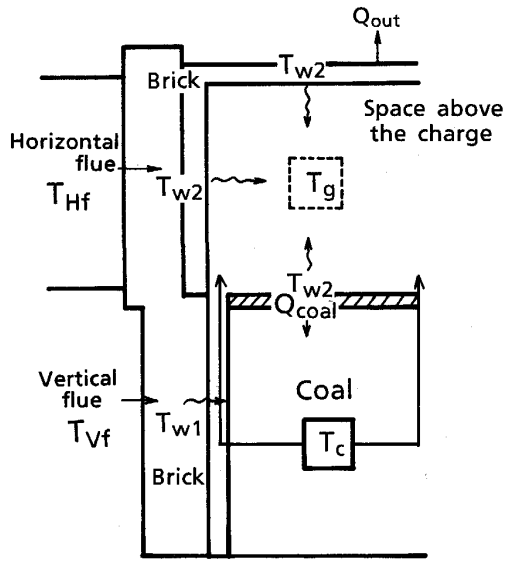 Qout
Tw2
Brick
Space above
the charge
Horizontal
flue
THf
Tw2
Tg
Tw2
Qcoal
Vertical
flue
TVf
Tw1
Coal
Tc
Brick